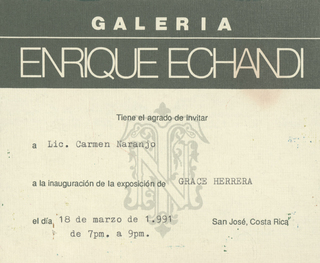 GALERIA
ENRIQUE ECHANDI
Tiene el agrado de Invitar
a Lic. Carmen Naranjo
a la inauguración de la exposición de GRACE HERRERA
el día, 18 de marzo de 1.991 San José, Costa Rica
de 7pm. a 9pm.